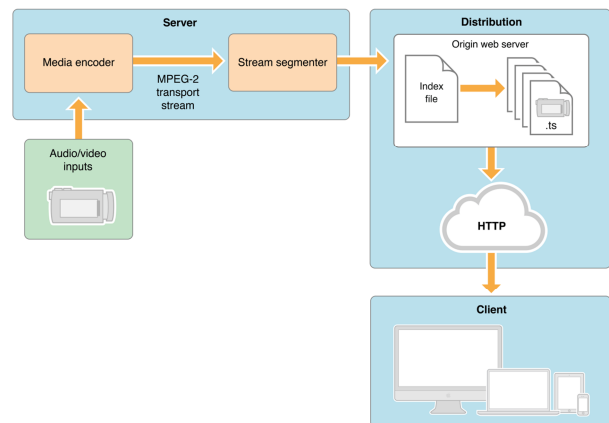 Server
Media encoder
MPEG-2
transport
stream
Stream segmenter
Audio/video
inputs
Distribution
Origin web server
Index
file
.ts
HTTP
Client